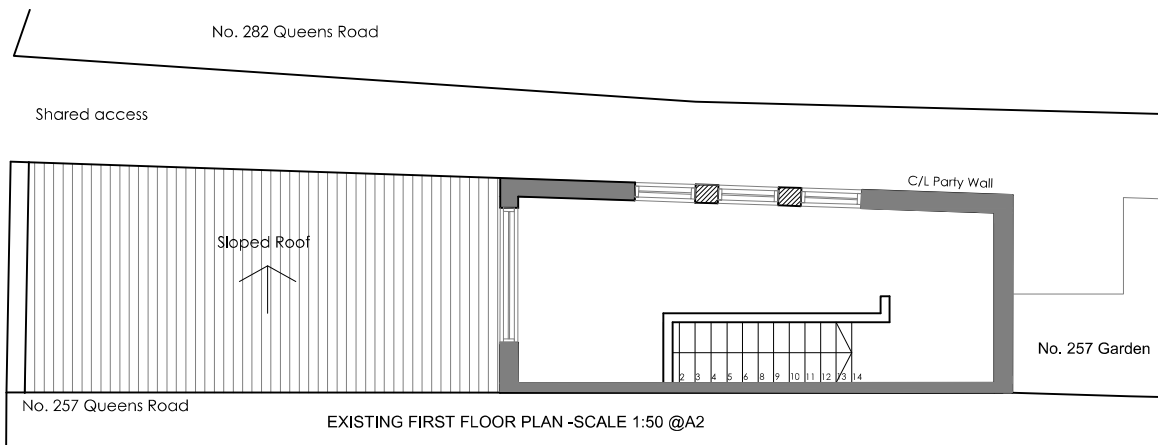 No. 282 Queens Road
Shared access
C/L Party Wall
Sloped Roof
No. 257 Garden
2 3 4 5 6 8 9 10 11 12 13 14
No. 257 Queens Road
EXISTING FIRST FLOOR PLAN -SCALE 1:50 @A2